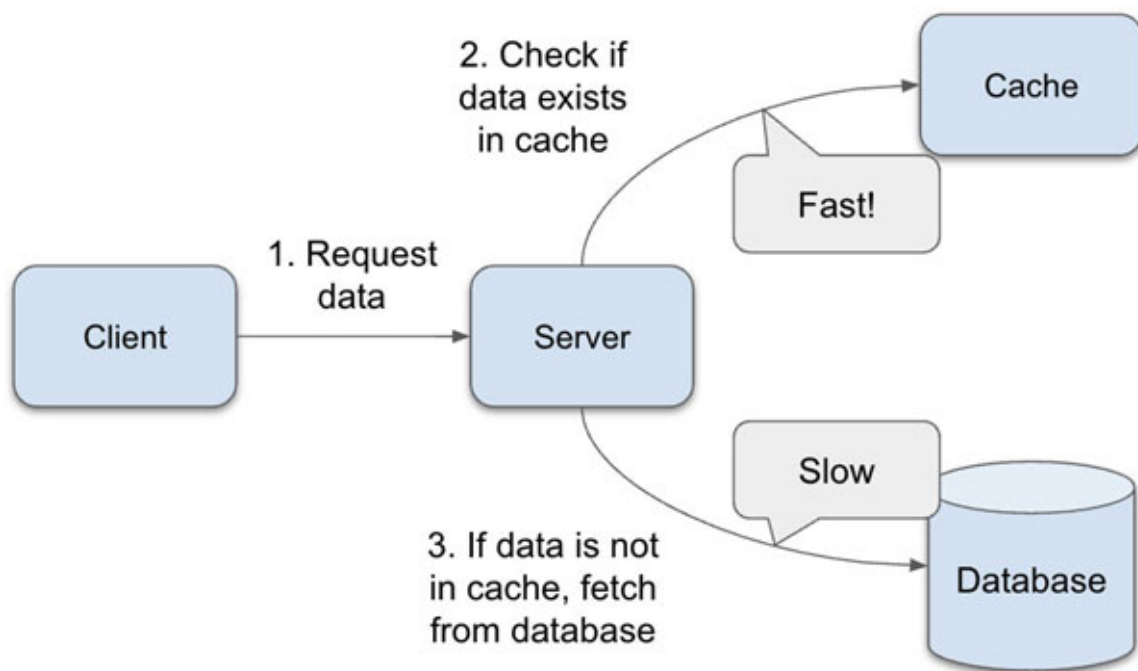 2. Check if
data exists
in cache
Cache
Fast!
1. Request
data
Client
Server
Slow
3. If data is not
in cache, fetch
from database
Database